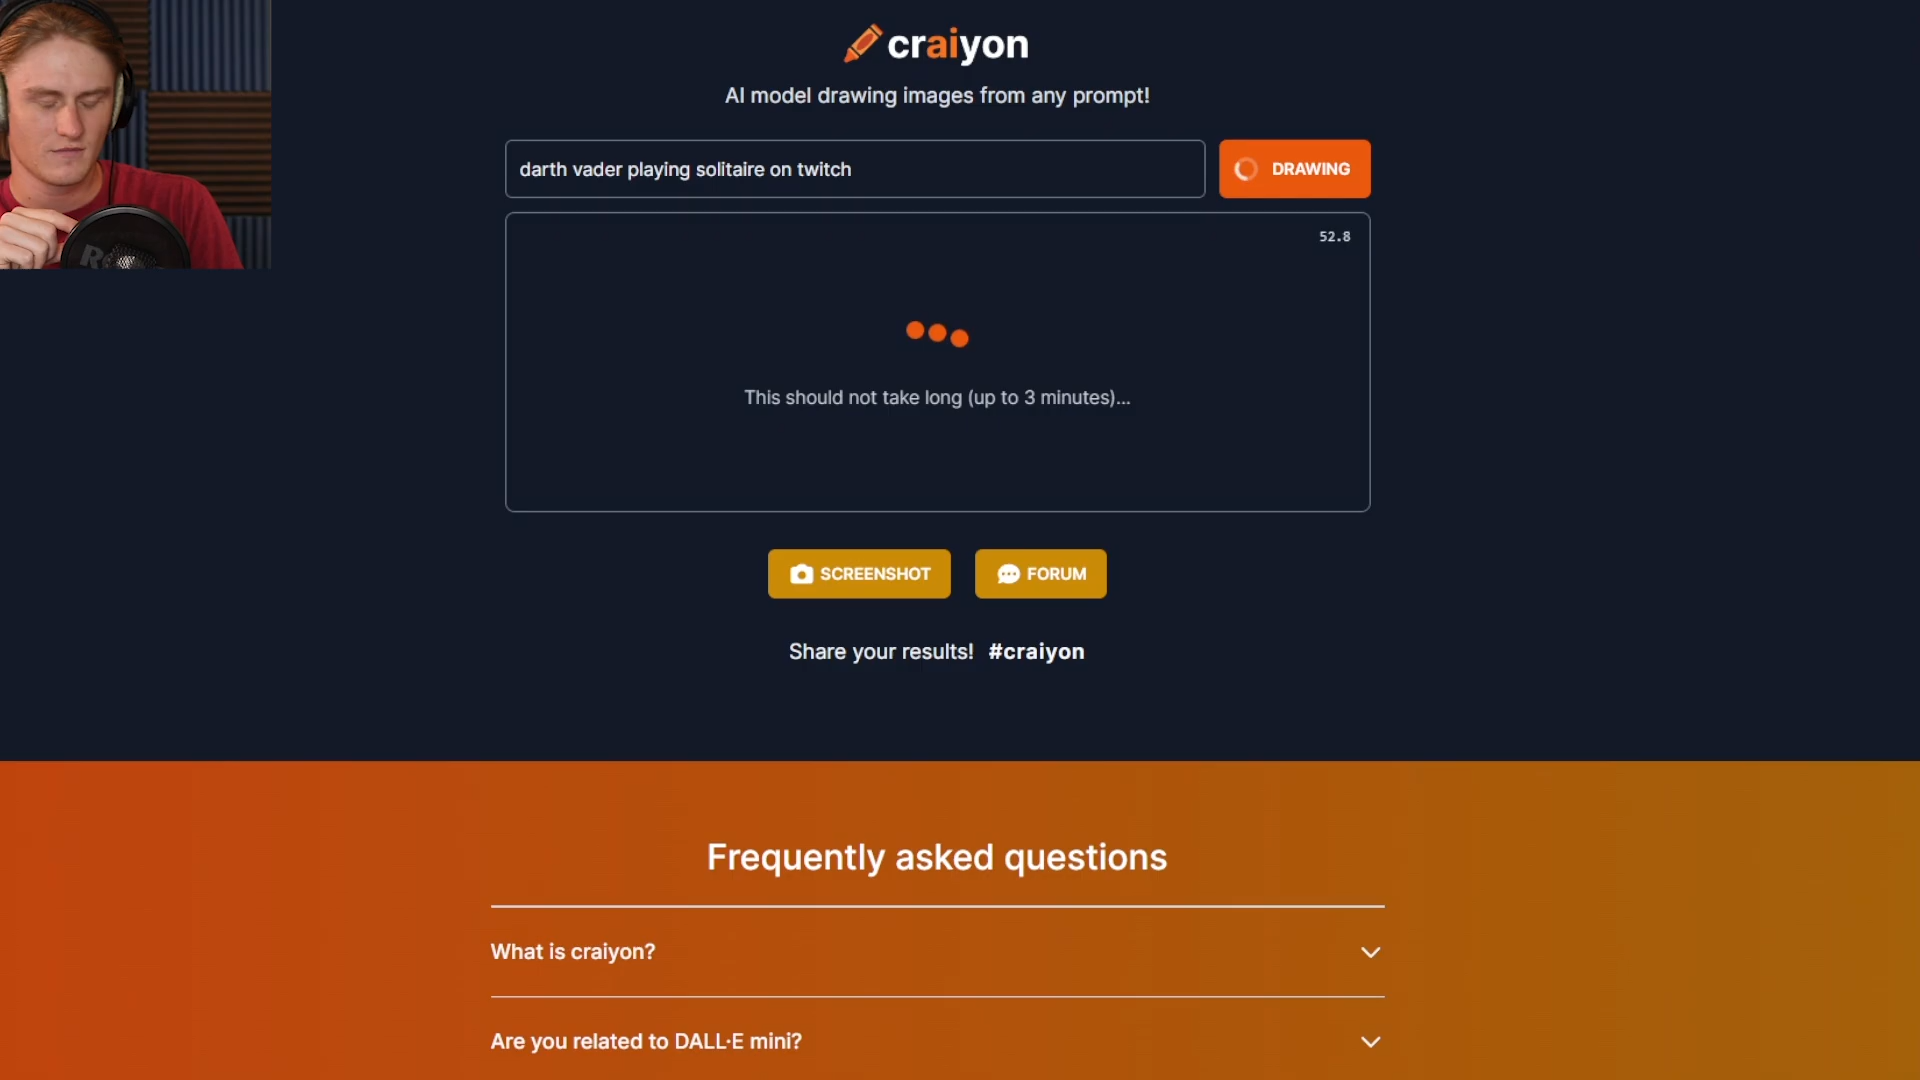 craiyon
AI model drawing images from any prompt!
darth vader playing solitaire on twitch
DRAWING
52.8
This should not take long (up to 3 minutes)...
SCREENSHOT
FORUM
Share your results! #craiyon
Frequently asked questions
What is craiyon?
Are you related to DALL·E mini?